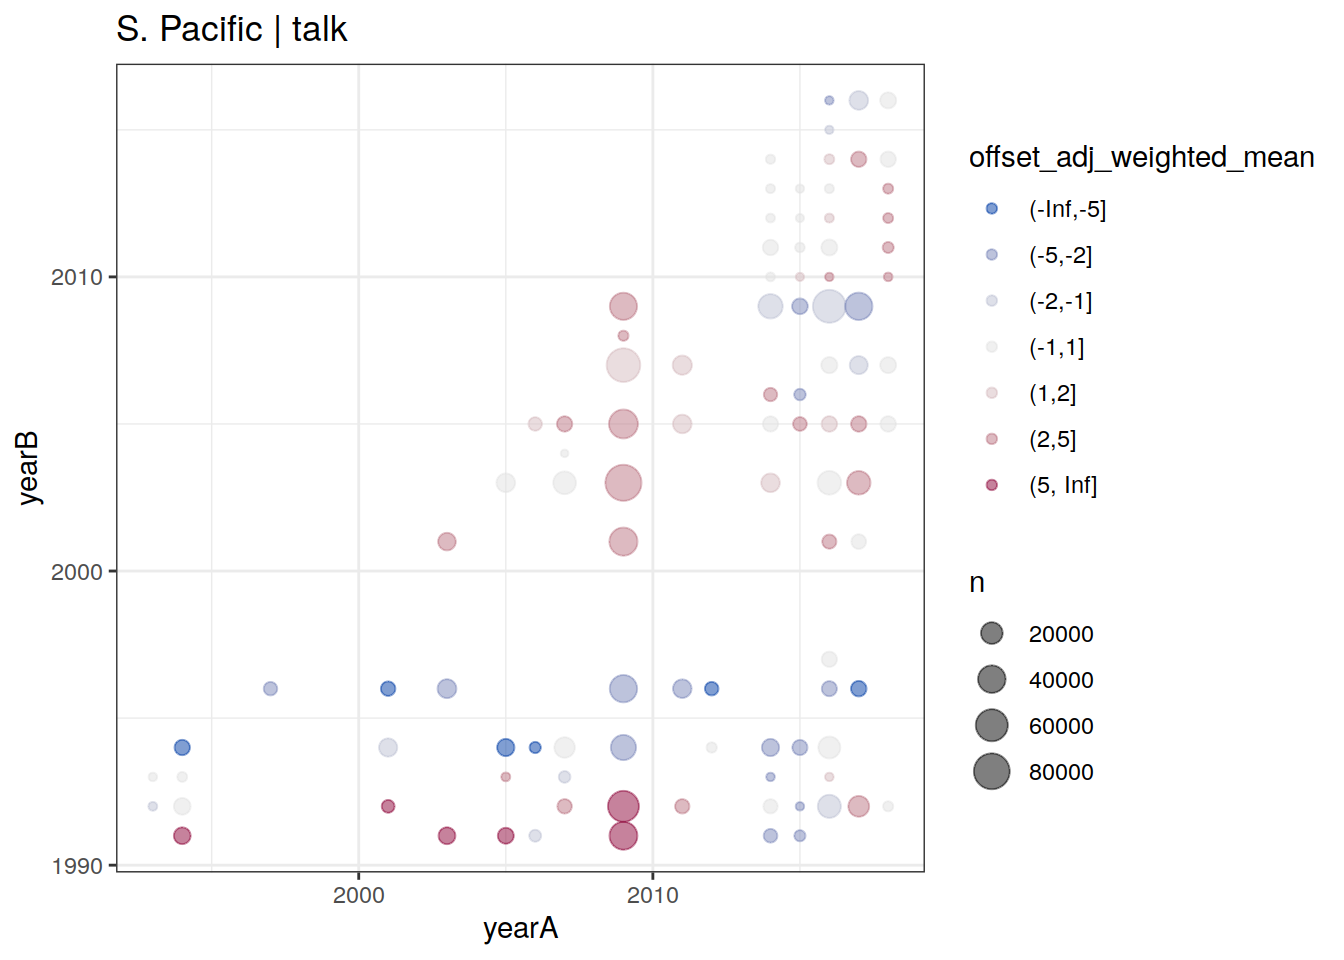 S. Pacific | talk
yearB
2010
2000
1990
2000
2010
yearA
offset_adj_weighted_mean
(-Inf,-5]
(-5,-2]
(-2,-1]
(-1,1]
(1,2]
(2,5]
(5, Inf]
n
20000
40000
60000
80000